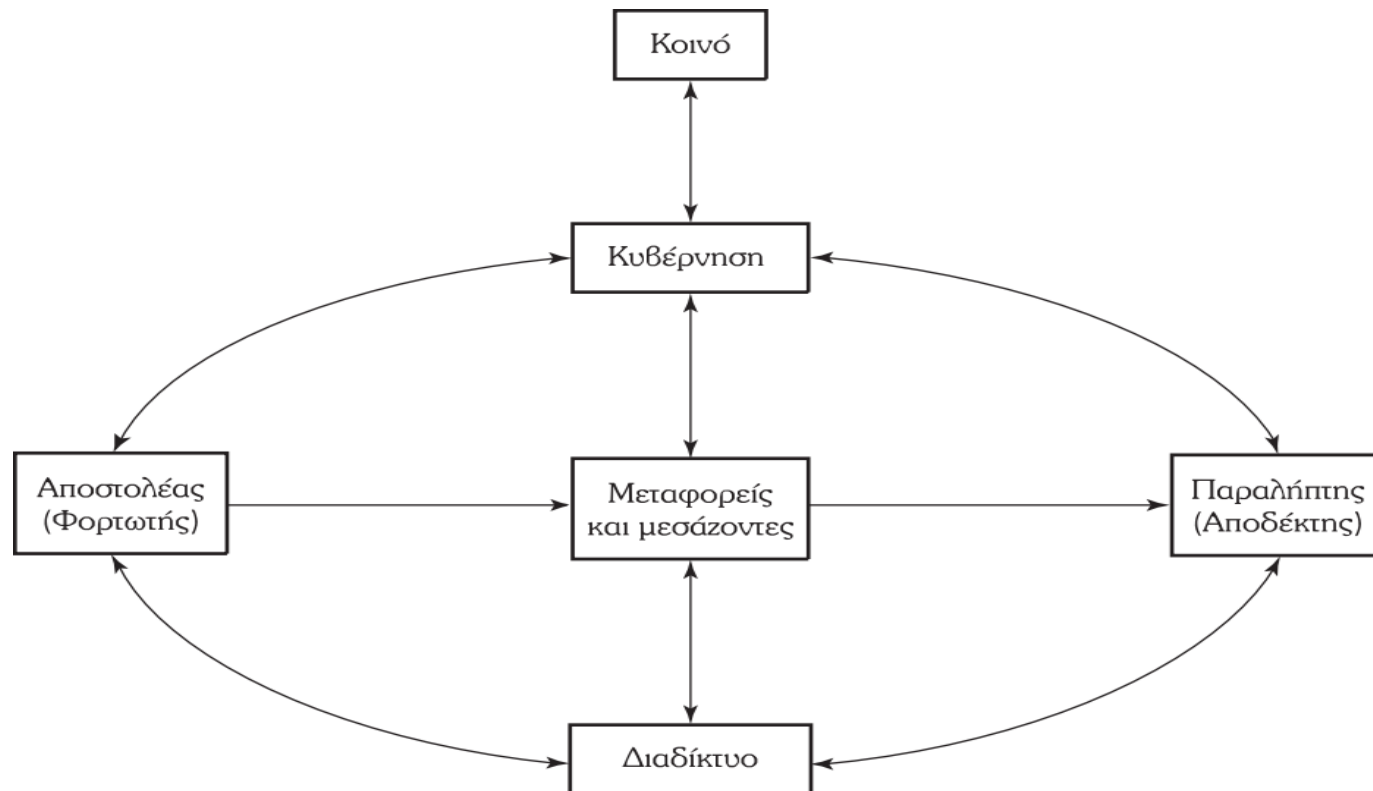 Κοινό
Κυβέρνηση
Αποστολέας
(Φορτωτής)
Μεταφορείς
και μεσάζοντες
Παραλήπτης
(Αποδέκτης)
Διαδίκτυο